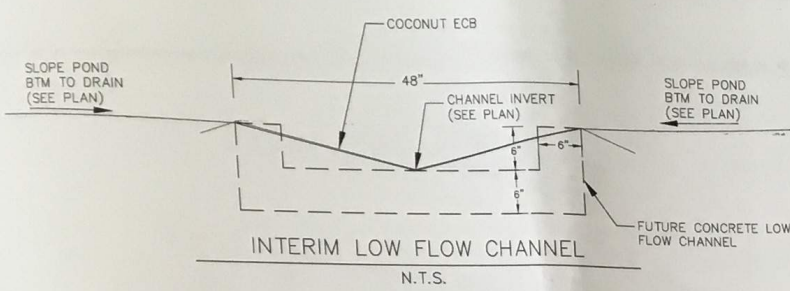 COCONUT ECB
SLOPE POND
BTM TO DRAIN
(SEE PLAN)
48"
CHANNEL INVERT
(SEE PLAN)
SLOPE POND
BTM TO DRAIN
(SEE PLAN)
6"
6"
6"
FUTURE CONCRETE LOW
FLOW CHANNEL
INTERIM LOW FLOW CHANNEL
N.T.S.